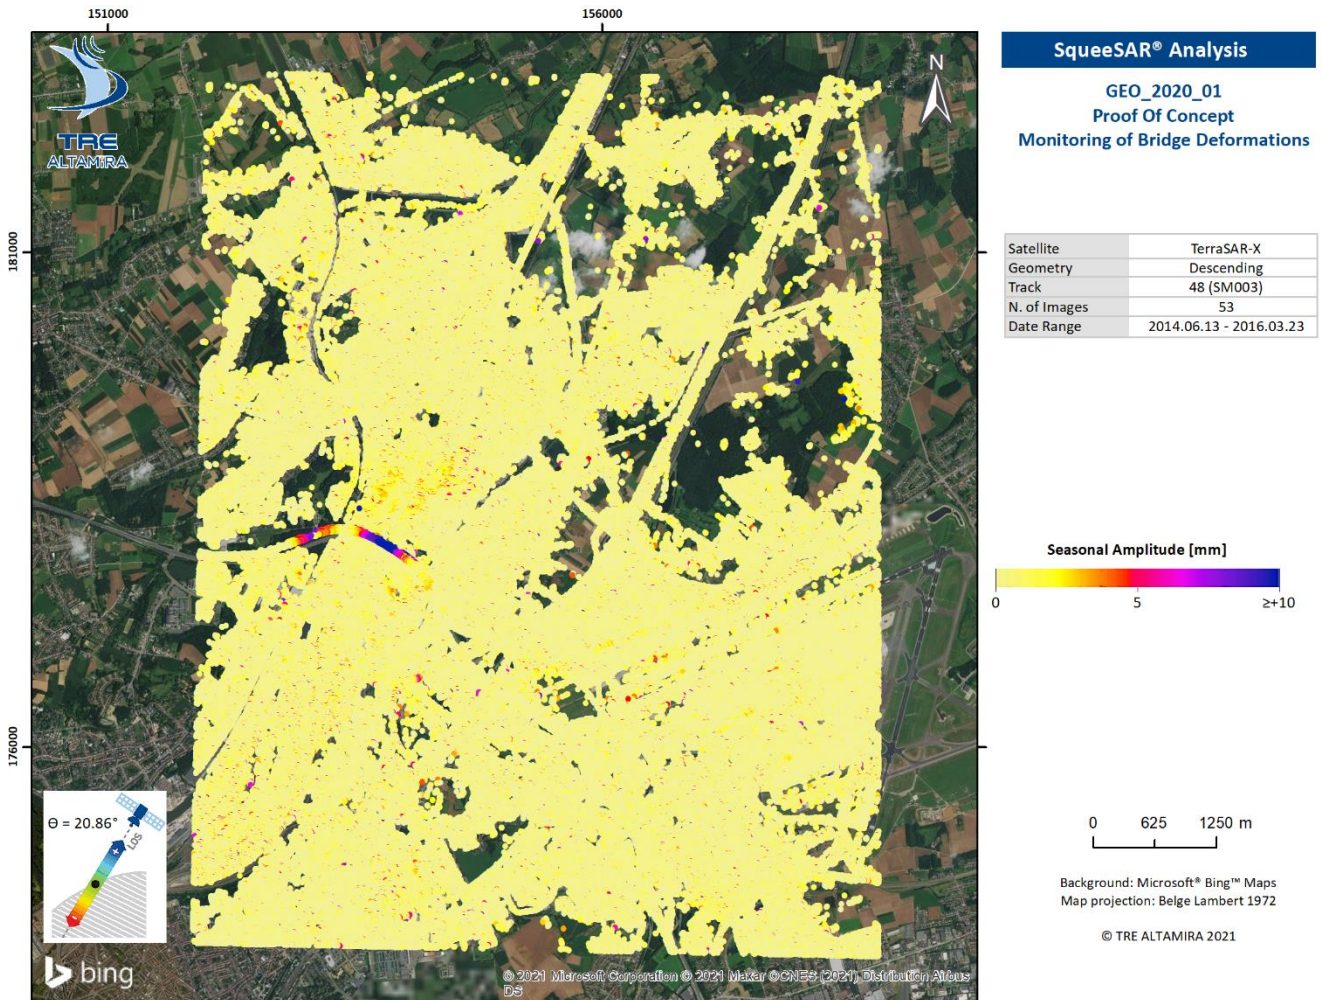 151000
156000
181000
176000
TRE
ALTAMIRA
N
Θ = 20.86°
LOS
+
-
bing
© 2021 Microsoft Corporation © 2021 Maxar ©CNES (2021) Distribution Airbus
DS
SqueeSAR® Analysis
GEO_2020_01
Proof Of Concept
Monitoring of Bridge Deformations
Satellite TerraSAR-X
Geometry Descending
Track 48 (SM003)
N. of Images 53
Date Range 2014.06.13 - 2016.03.23
Seasonal Amplitude [mm]
0 5 ≥+10
0 625 1250 m
Background: Microsoft® Bing™ Maps
Map projection: Belge Lambert 1972
© TRE ALTAMIRA 2021